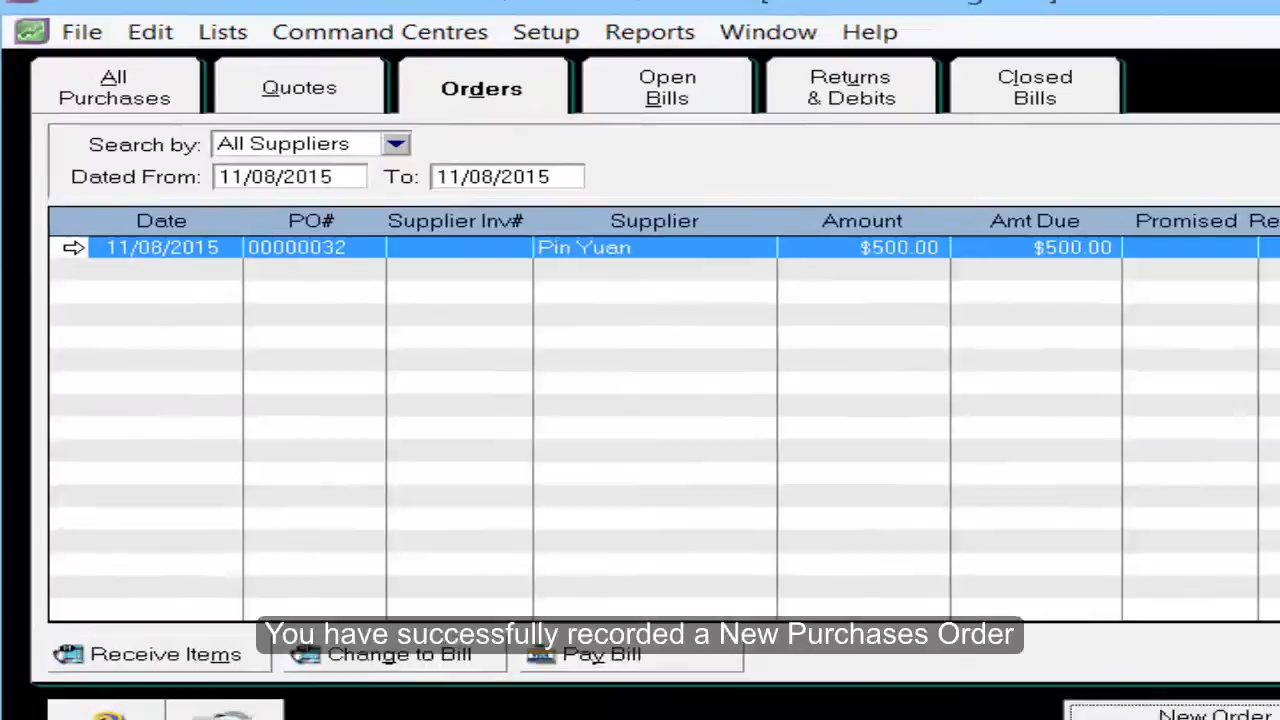 File Edit Lists Command Centres Setup Reports Window Help
All Purchases
Quotes
Orders
Open Bills
Returns & Debits
Closed Bills
Search by: All Suppliers
Dated From: 11/08/2015 To: 11/08/2015
Date PO# Supplier Inv# Supplier Amount Amt Due Promised Re
11/08/2015 00000032 Pin Yuan $500.00 $500.00
You have successfully recorded a New Purchases Order
Receive Items Change to Bill Pay Bill
New Order